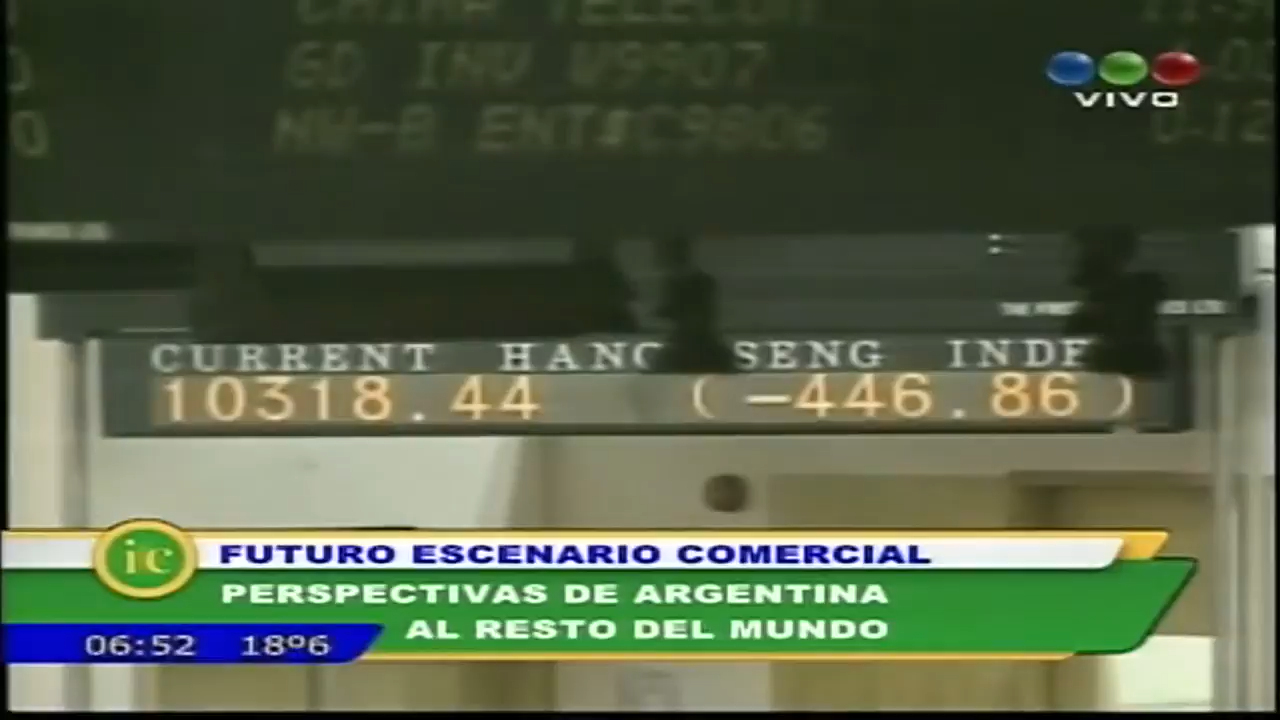 CHINA TELECOM
GD INV W9907
HW-B ENT#C9806
VIVO
CURRENT HANG SENG INDE
10318.44 (-446.86)
ic
FUTURO ESCENARIO COMERCIAL
PERSPECTIVAS DE ARGENTINA
AL RESTO DEL MUNDO
06:52 18º6